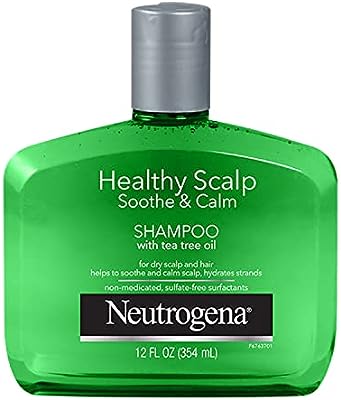 Healthy Scalp
Soothe & Calm
SHAMPOO
with tea tree oil
for dry scalp and hair
helps to soothe and calm scalp, hydrates strands
non-medicated, sulfate-free surfactants
Neutrogena®
12 FL OZ (354 mL)
F6763701